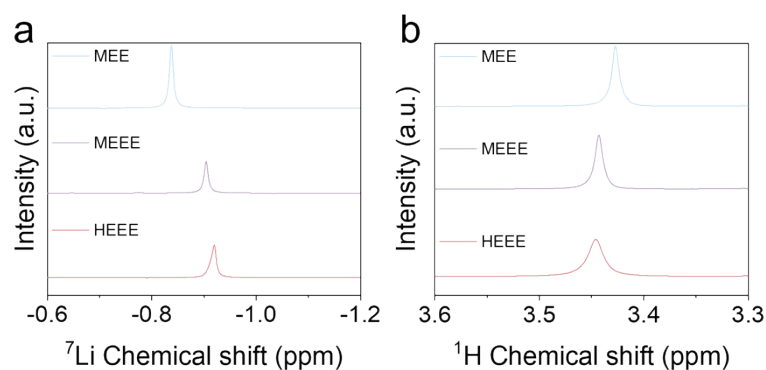 a
MEE
MEEE
HEEE
Intensity (a.u.)
-0.6 -0.8 -1.0 -1.2
⁷Li Chemical shift (ppm)
b
MEE
MEEE
HEEE
Intensity (a.u.)
3.6 3.5 3.4 3.3
¹H Chemical shift (ppm)